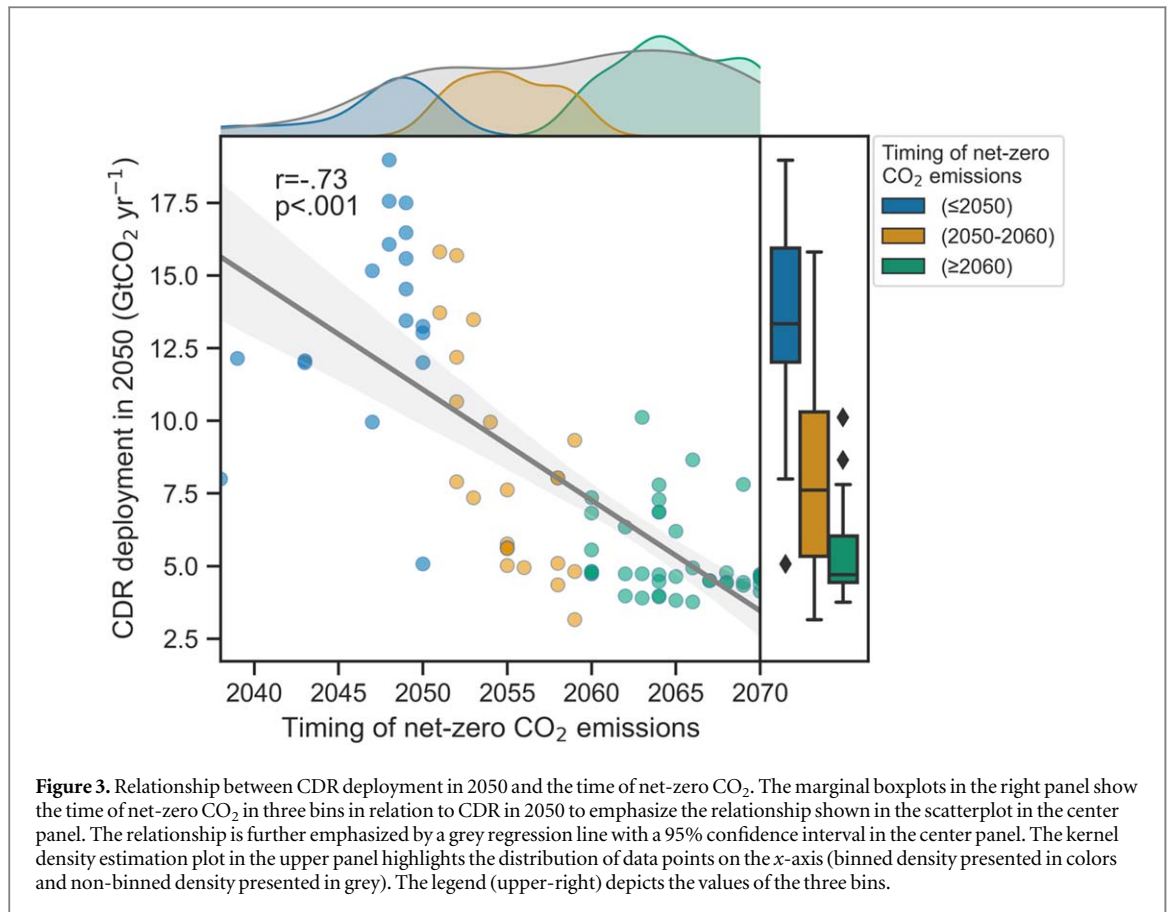 r=-.73
p<.001
CDR deployment in 2050 (GtCO₂ yr⁻¹)
17.5
15.0
12.5
10.0
7.5
5.0
2.5
2040 2045 2050 2055 2060 2065 2070
Timing of net-zero CO₂ emissions
Timing of net-zero
CO₂ emissions
(≤2050)
(2050-2060)
(≥2060)
Figure 3. Relationship between CDR deployment in 2050 and the time of net-zero CO₂. The marginal boxplots in the right panel show
the time of net-zero CO₂ in three bins in relation to CDR in 2050 to emphasize the relationship shown in the scatterplot in the center
panel. The relationship is further emphasized by a grey regression line with a 95% confidence interval in the center panel. The kernel
density estimation plot in the upper panel highlights the distribution of data points on the x-axis (binned density presented in colors
and non-binned density presented in grey). The legend (upper-right) depicts the values of the three bins.